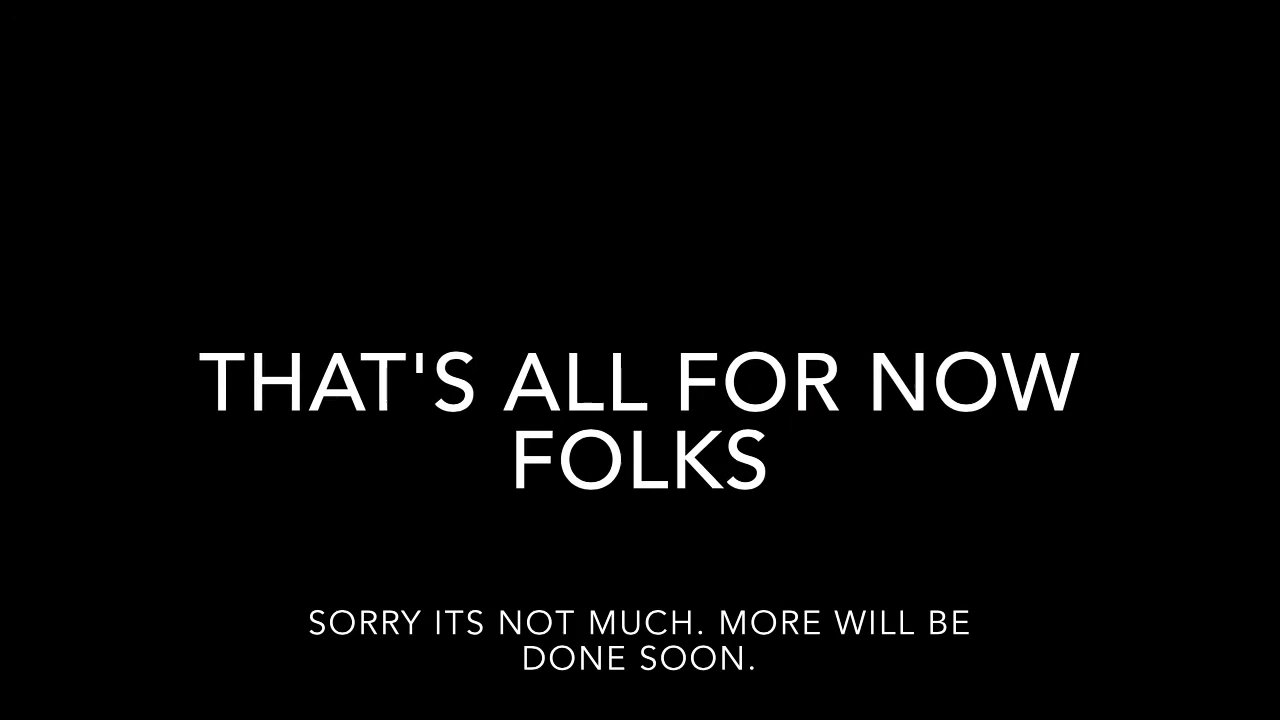 THAT'S ALL FOR NOW
FOLKS
SORRY ITS NOT MUCH. MORE WILL BE
DONE SOON.